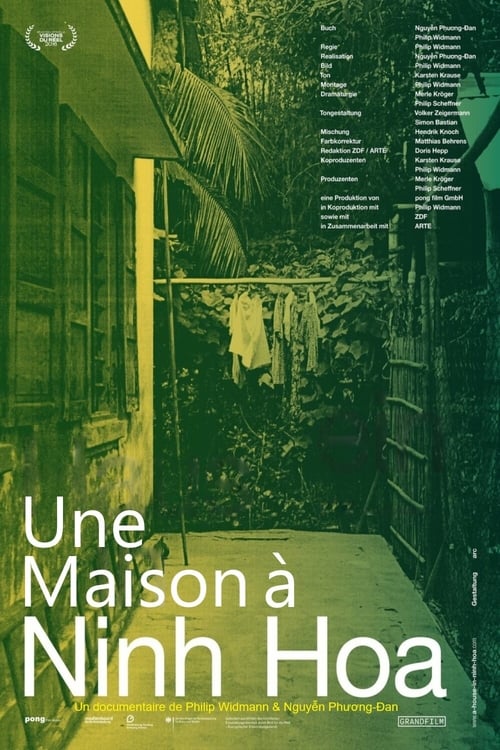 VISIONS
DU RÉEL
2016
Buch Nguyễn Phương-Đan
Philip Widmann
Regie Philip Widmann
Realisation Nguyễn Phương-Đan
Bild Philip Widmann
Ton Karsten Krause
Montage Philip Widmann
Dramaturgie Merle Kröger
Philip Scheffner
Tongestaltung Volker Zeigermann
Simon Bastian
Mischung Hendrik Knoch
Farbkorrektur Matthias Behrens
Redaktion ZDF / ARTE Doris Hepp
Koproduzenten Karsten Krause
Philip Widmann
Produzenten Merle Kröger
Philip Scheffner
eine Produktion von pong film GmbH
in Koproduktion mit Philip Widmann
sowie mit ZDF
in Zusammenarbeit mit ARTE
Une
Maison à
Ninh Hoa
Un documentaire de Philip Widmann & Nguyễn Phương-Đan
pong
GRANDFILM
www.a-house-in-ninh-hoa.com
Gestaltung arc